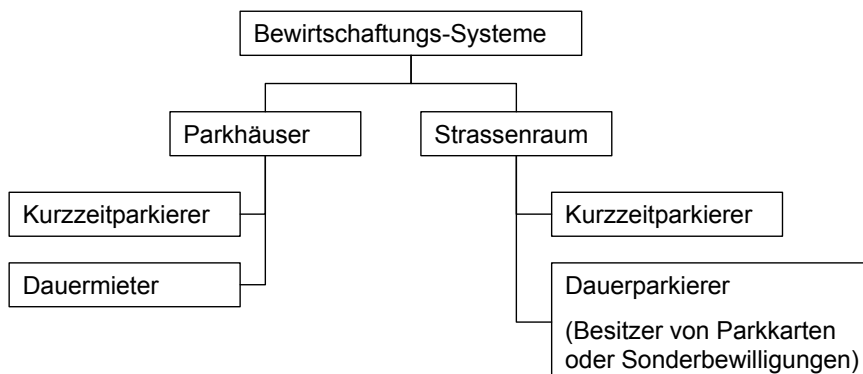 Bewirtschaftungs-Systeme
Parkhäuser
Strassenraum
Kurzzeitparkierer
Kurzzeitparkierer
Dauermieter
Dauerparkierer
(Besitzer von Parkkarten
oder Sonderbewilligungen)